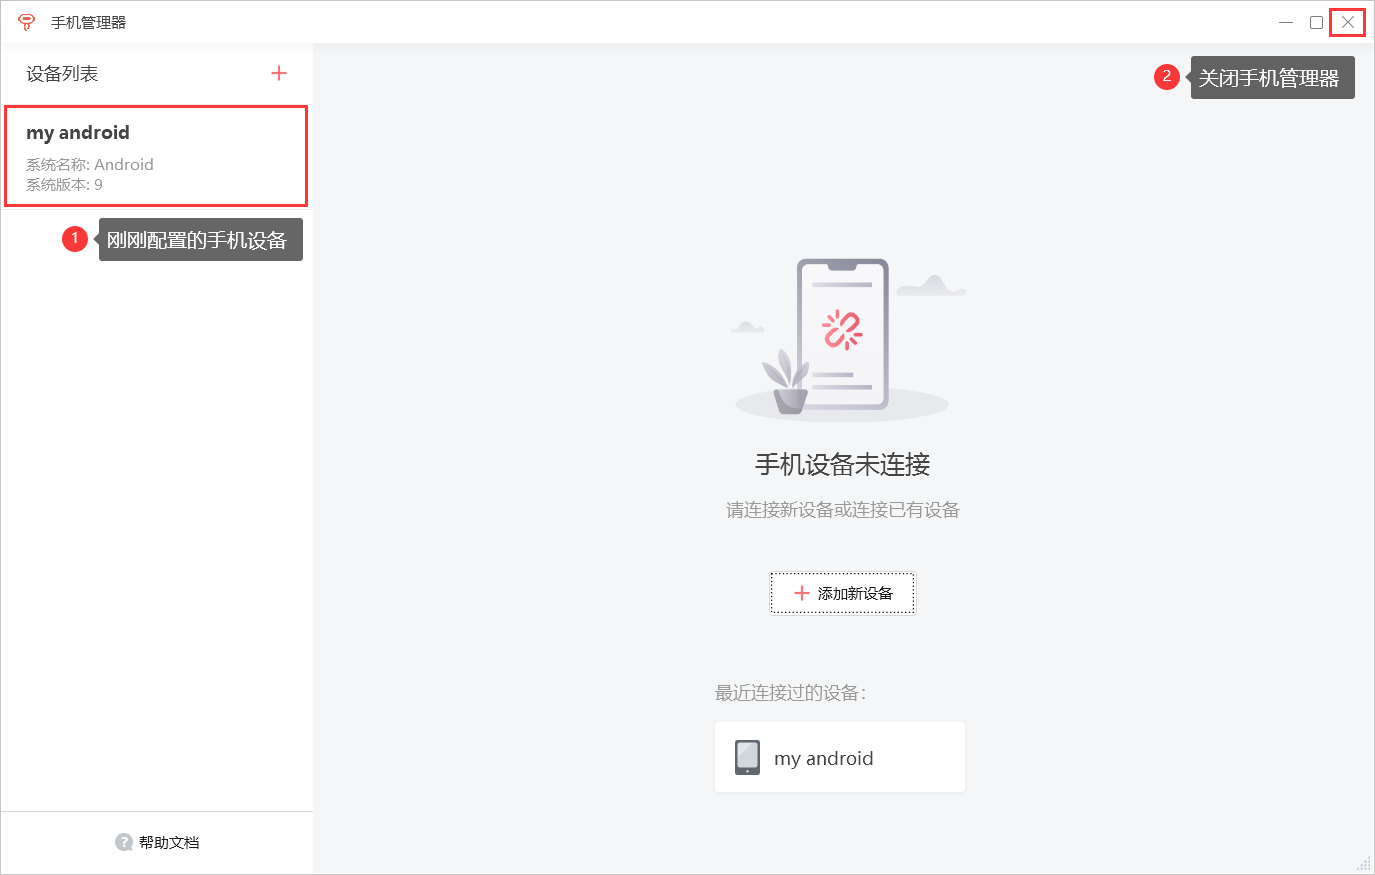 手机管理器
设备列表
my android
系统名称: Android
系统版本: 9
1
刚刚配置的手机设备
2
关闭手机管理器
手机设备未连接
请连接新设备或连接已有设备
添加新设备
最近连接过的设备：
my android
? 帮助文档